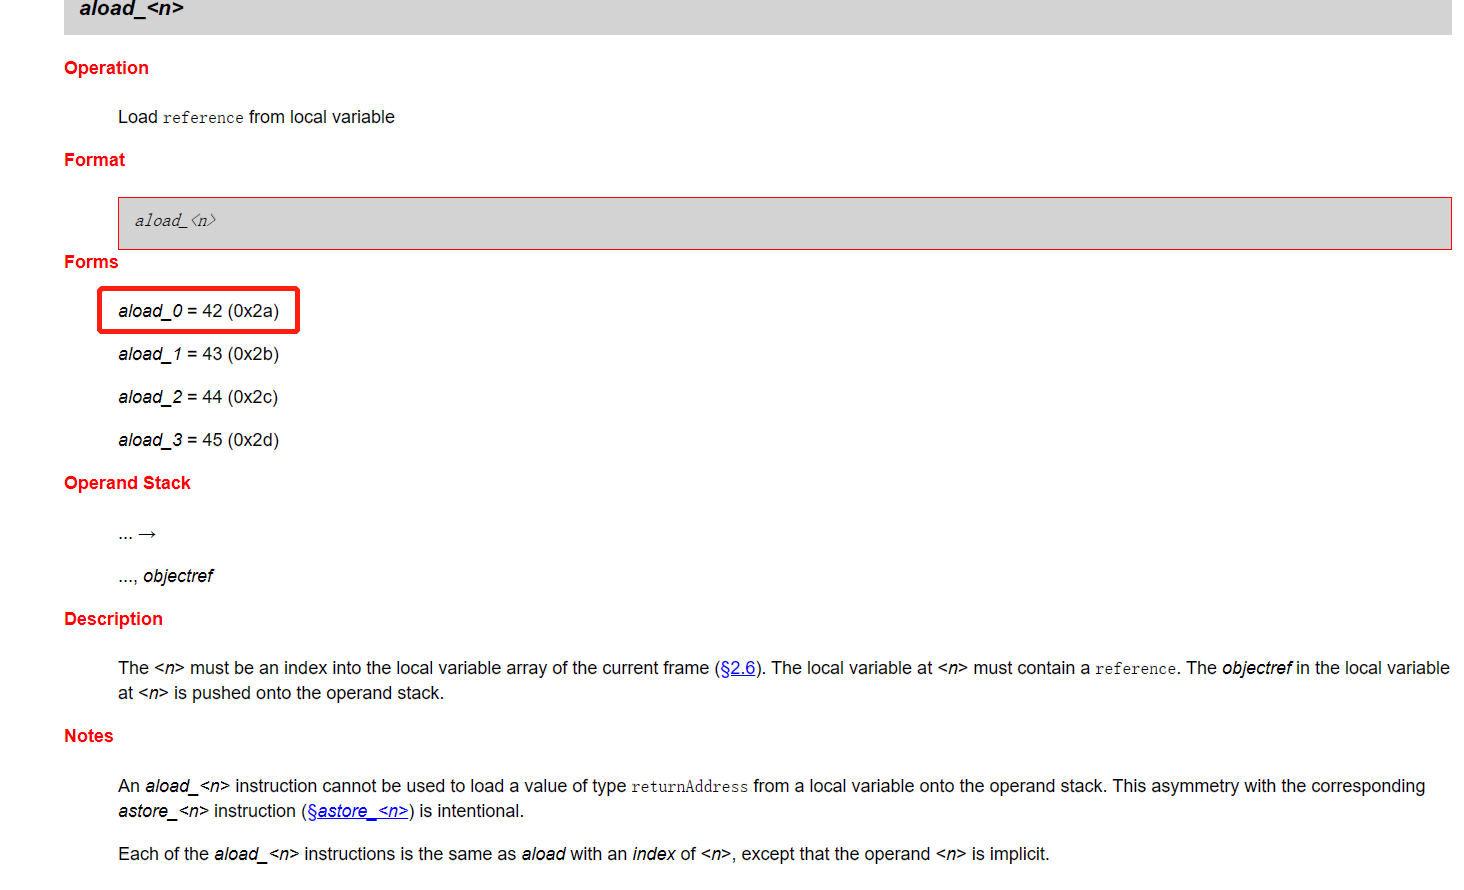 aload_<n>
Operation
Load reference from local variable
Format
aload_<n>
Forms
aload_0 = 42 (0x2a)
aload_1 = 43 (0x2b)
aload_2 = 44 (0x2c)
aload_3 = 45 (0x2d)
Operand Stack
... →
..., objectref
Description
The <n> must be an index into the local variable array of the current frame (§2.6). The local variable at <n> must contain a reference. The objectref in the local variable
at <n> is pushed onto the operand stack.
Notes
An aload_<n> instruction cannot be used to load a value of type returnAddress from a local variable onto the operand stack. This asymmetry with the corresponding
astore_<n> instruction (§astore_<n>) is intentional.
Each of the aload_<n> instructions is the same as aload with an index of <n>, except that the operand <n> is implicit.